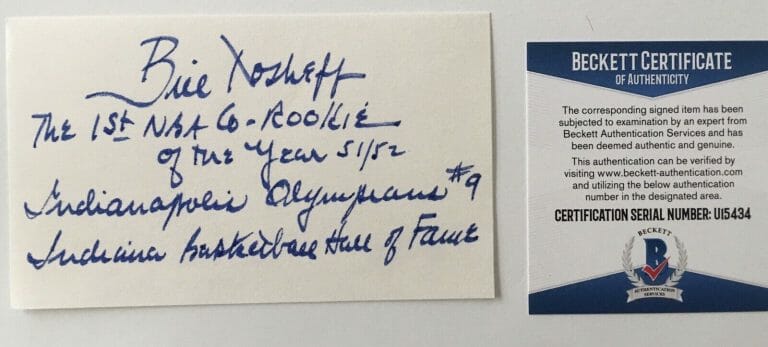 Bill Tosheff
The 1st NBA Co-Rookie
of the Year 51/52
Indianapolis Olympians #9
Indiana Basketball Hall of Fame
BECKETT CERTIFICATE
OF AUTHENTICITY
The corresponding signed item has been
subjected to examination by an expert from
Beckett Authentication Services and has
been deemed authentic and genuine.
This authentication can be verified by
visiting www.beckett-authentication.com
and utilizing the below authentication
number in the designated area.
CERTIFICATION SERIAL NUMBER: U15434
BECKETT
B
AUTHENTICATION
SERVICES